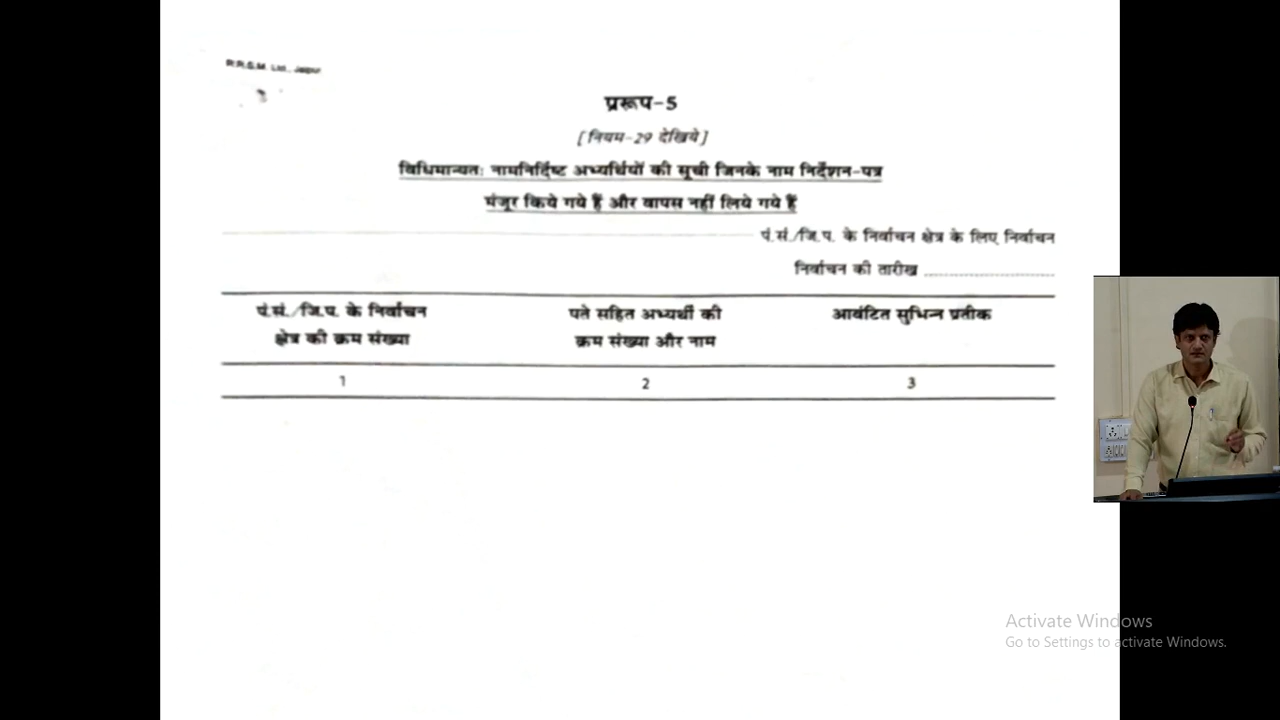 R.R.G.M. Ltd., Jaipur
प्ररूप-5
[नियम-29 देखिये]
विधिमान्यतः नामनिर्दिष्ट अभ्यर्थियों की सूची जिनके नाम निर्देशन-पत्र
मंजूर किये गये हैं और वापस नहीं लिये गये हैं
पं.सं./जि.प. के निर्वाचन क्षेत्र के लिए निर्वाचन
निर्वाचन की तारीख ........................
पं.सं./जि.प. के निर्वाचन
क्षेत्र की क्रम संख्या
पते सहित अभ्यर्थी की
क्रम संख्या और नाम
आवंटित सुभिन्न प्रतीक
1
2
3
Activate Windows
Go to Settings to activate Windows.